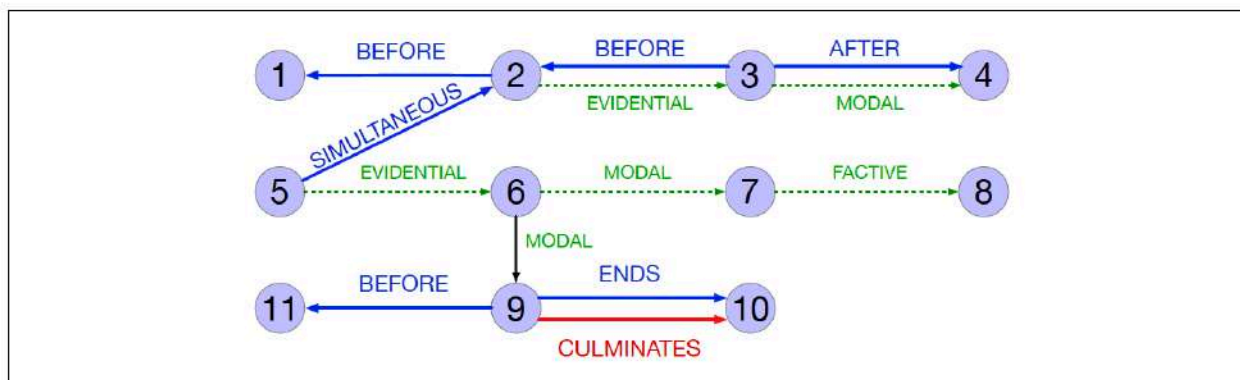 BEFORE BEFORE AFTER
1 2 3 4
EVIDENTIAL MODAL
SIMULTANEOUS
EVIDENTIAL MODAL FACTIVE
5 6 7 8
MODAL
BEFORE ENDS
11 9 10
CULMINATES